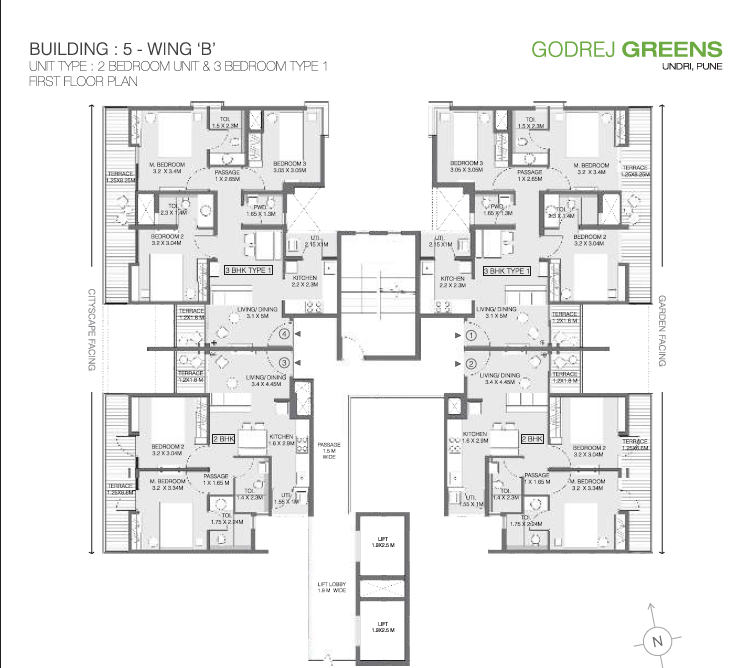 BUILDING : 5 - WING 'B'
UNIT TYPE : 2 BEDROOM UNIT & 3 BEDROOM TYPE 1
FIRST FLOOR PLAN
GODREJ GREENS
UNDRI, PUNE
TOI.
1.5 X 2.3M
M. BEDROOM
3.2 X 3.4M
BEDROOM 3
3.05 X 3.05M
TERRACE
1.25X6.25M
PASSAGE
1 X 2.65M
TOI.
2.3 X 1.4M
PWD.
1.65 X 1.3M
BEDROOM 2
3.2 X 3.04M
UTI.
2.15 X1M
3 BHK TYPE 1
KITCHEN
2.2 X 2.3M
LIVING/ DINING
3.1 X 5M
TERRACE
1.2X1.6 M
4
TOI.
1.5 X 2.3M
BEDROOM 3
3.05 X 3.05M
M. BEDROOM
3.2 X 3.4M
TERRACE
1.25X6.25M
PASSAGE
1 X 2.65M
PWD.
1.65 X 1.3M
TOI.
2.3 X 1.4M
BEDROOM 2
3.2 X 3.04M
UTI.
2.15 X1M
3 BHK TYPE 1
KITCHEN
2.2 X 2.3M
LIVING/ DINING
3.1 X 5M
TERRACE
1.2X1.6 M
1
CITYSCAPE FACING
GARDEN FACING
3
TERRACE
1.2X1.6 M
LIVING/ DINING
3.4 X 4.45M
2 BHK
KITCHEN
1.6 X 2.9M
BEDROOM 2
3.2 X 3.04M
PASSAGE
1 X 1.65 M
M. BEDROOM
3.2 X 3.34M
TOI.
1.4 X 2.3M
UTI.
1.55 X 1M
TERRACE
TOI.
1.75 X 2.24M
PASSAGE
1.5 M
WIDE
2
TERRACE
1.2X1.6 M
LIVING/ DINING
3.4 X 4.45M
KITCHEN
1.6 X 2.9M
2 BHK
BEDROOM 2
3.2 X 3.04M
TERRACE
PASSAGE
1 X 1.65 M
M. BEDROOM
3.2 X 3.34M
TOI.
1.4 X 2.3M
UTI.
1.55 X 1M
TOI.
1.75 X 2.24M
LIFT
1.9X2.5 M
LIFT LOBBY
1.9 M WIDE
LIFT
1.9X2.5 M
N